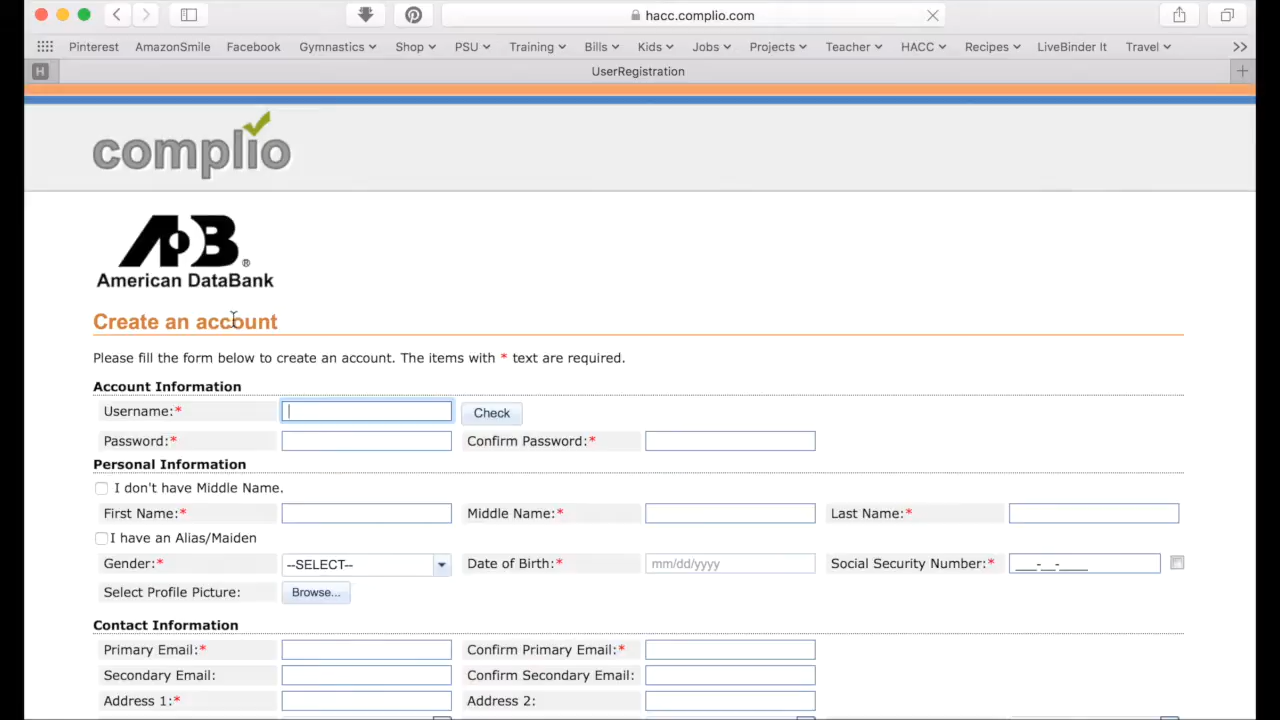 hacc.complio.com
Pinterest AmazonSmile Facebook Gymnastics Shop PSU Training Bills Kids Jobs Projects Teacher HACC Recipes LiveBinder It Travel >>
H UserRegistration +
complio
ADB®
American DataBank
Create an account
Please fill the form below to create an account. The items with * text are required.
Account Information
Username:* Check
Password:* Confirm Password:*
Personal Information
I don't have Middle Name.
First Name:* Middle Name:* Last Name:*
I have an Alias/Maiden
Gender:* --SELECT-- Date of Birth:* mm/dd/yyyy Social Security Number:* ___-__-____
Select Profile Picture: Browse...
Contact Information
Primary Email:* Confirm Primary Email:*
Secondary Email: Confirm Secondary Email:
Address 1:* Address 2: